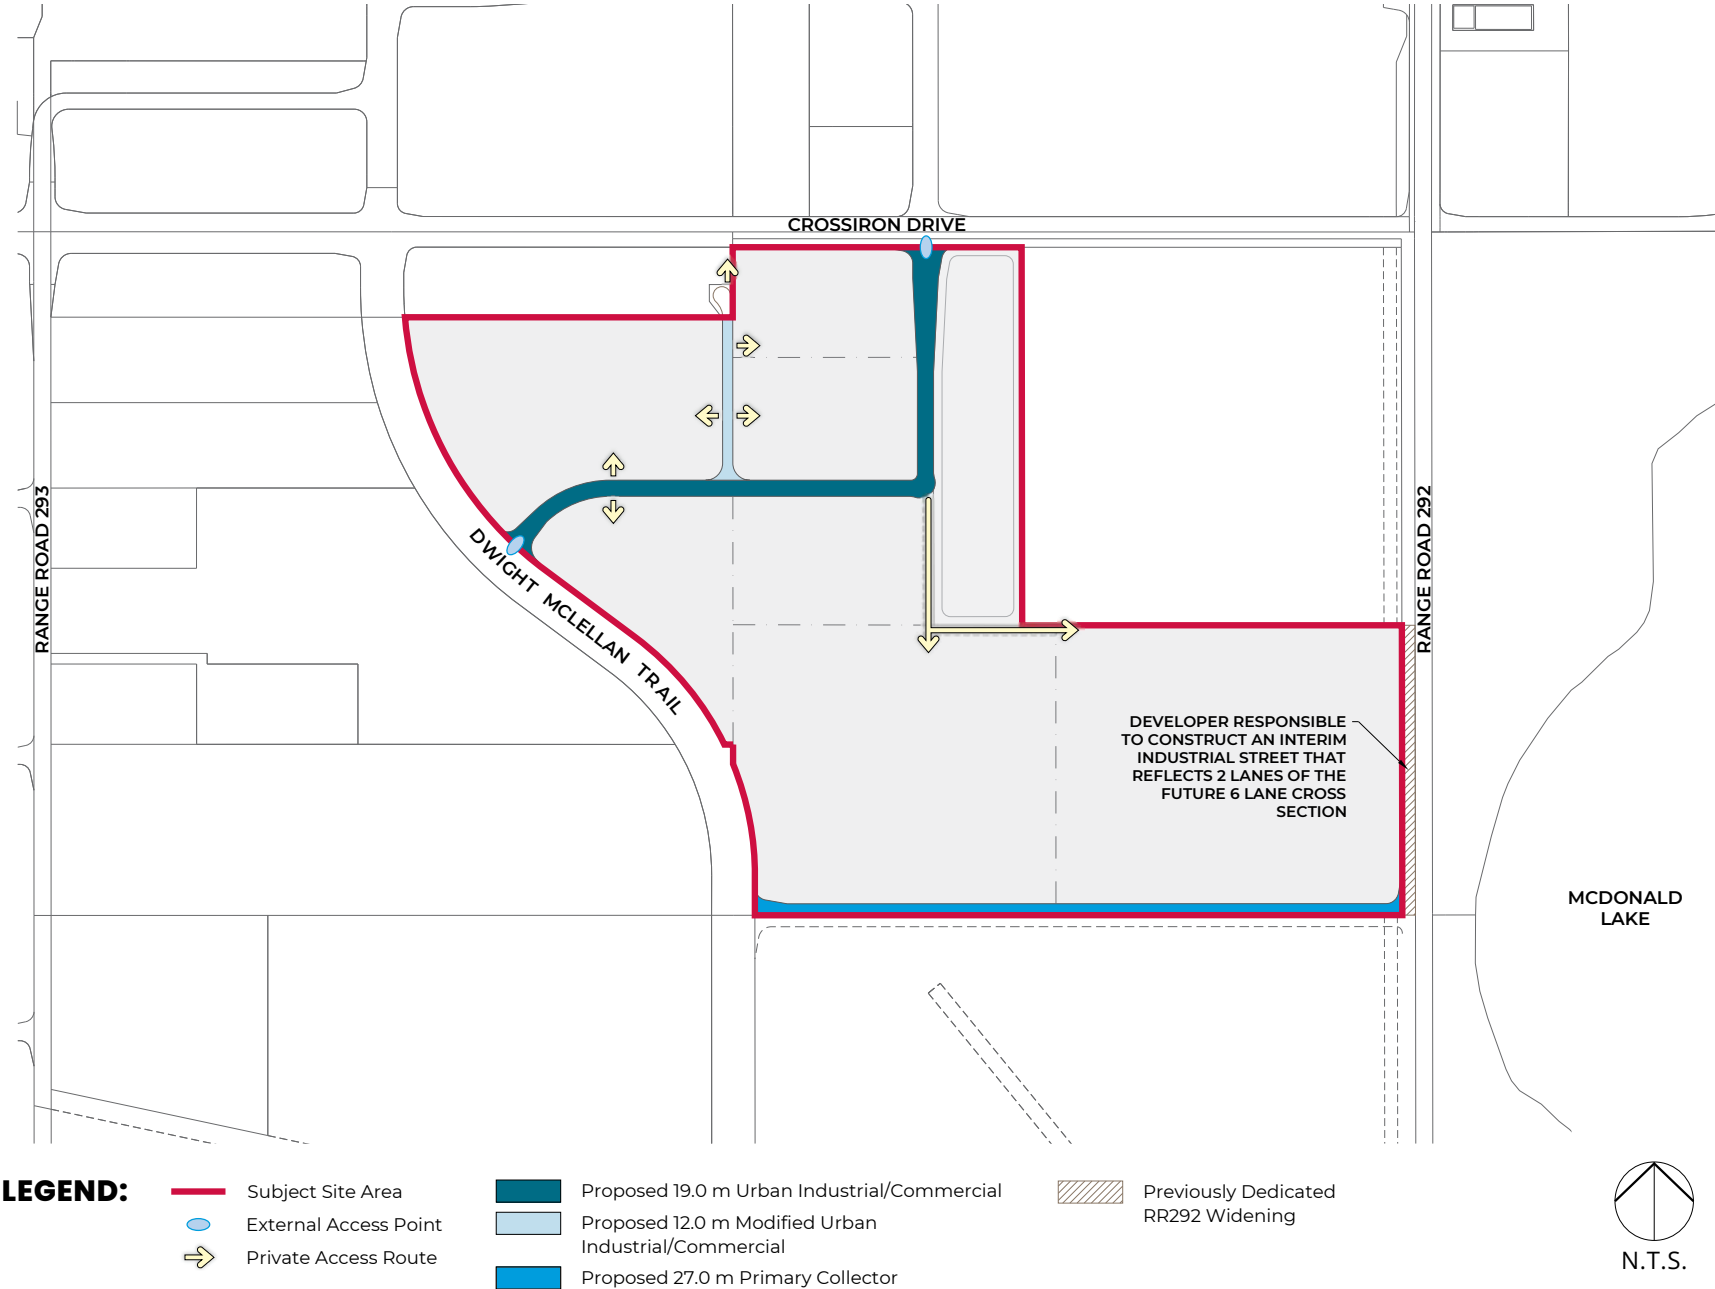 CROSSIRON DRIVE
RANGE ROAD 293
RANGE ROAD 292
DWIGHT MCLELLAN TRAIL
DEVELOPER RESPONSIBLE
TO CONSTRUCT AN INTERIM
INDUSTRIAL STREET THAT
REFLECTS 2 LANES OF THE
FUTURE 6 LANE CROSS
SECTION
MCDONALD
LAKE
LEGEND:
Subject Site Area
External Access Point
Private Access Route
Proposed 19.0 m Urban Industrial/Commercial
Proposed 12.0 m Modified Urban
Industrial/Commercial
Proposed 27.0 m Primary Collector
Previously Dedicated
RR292 Widening
N.T.S.